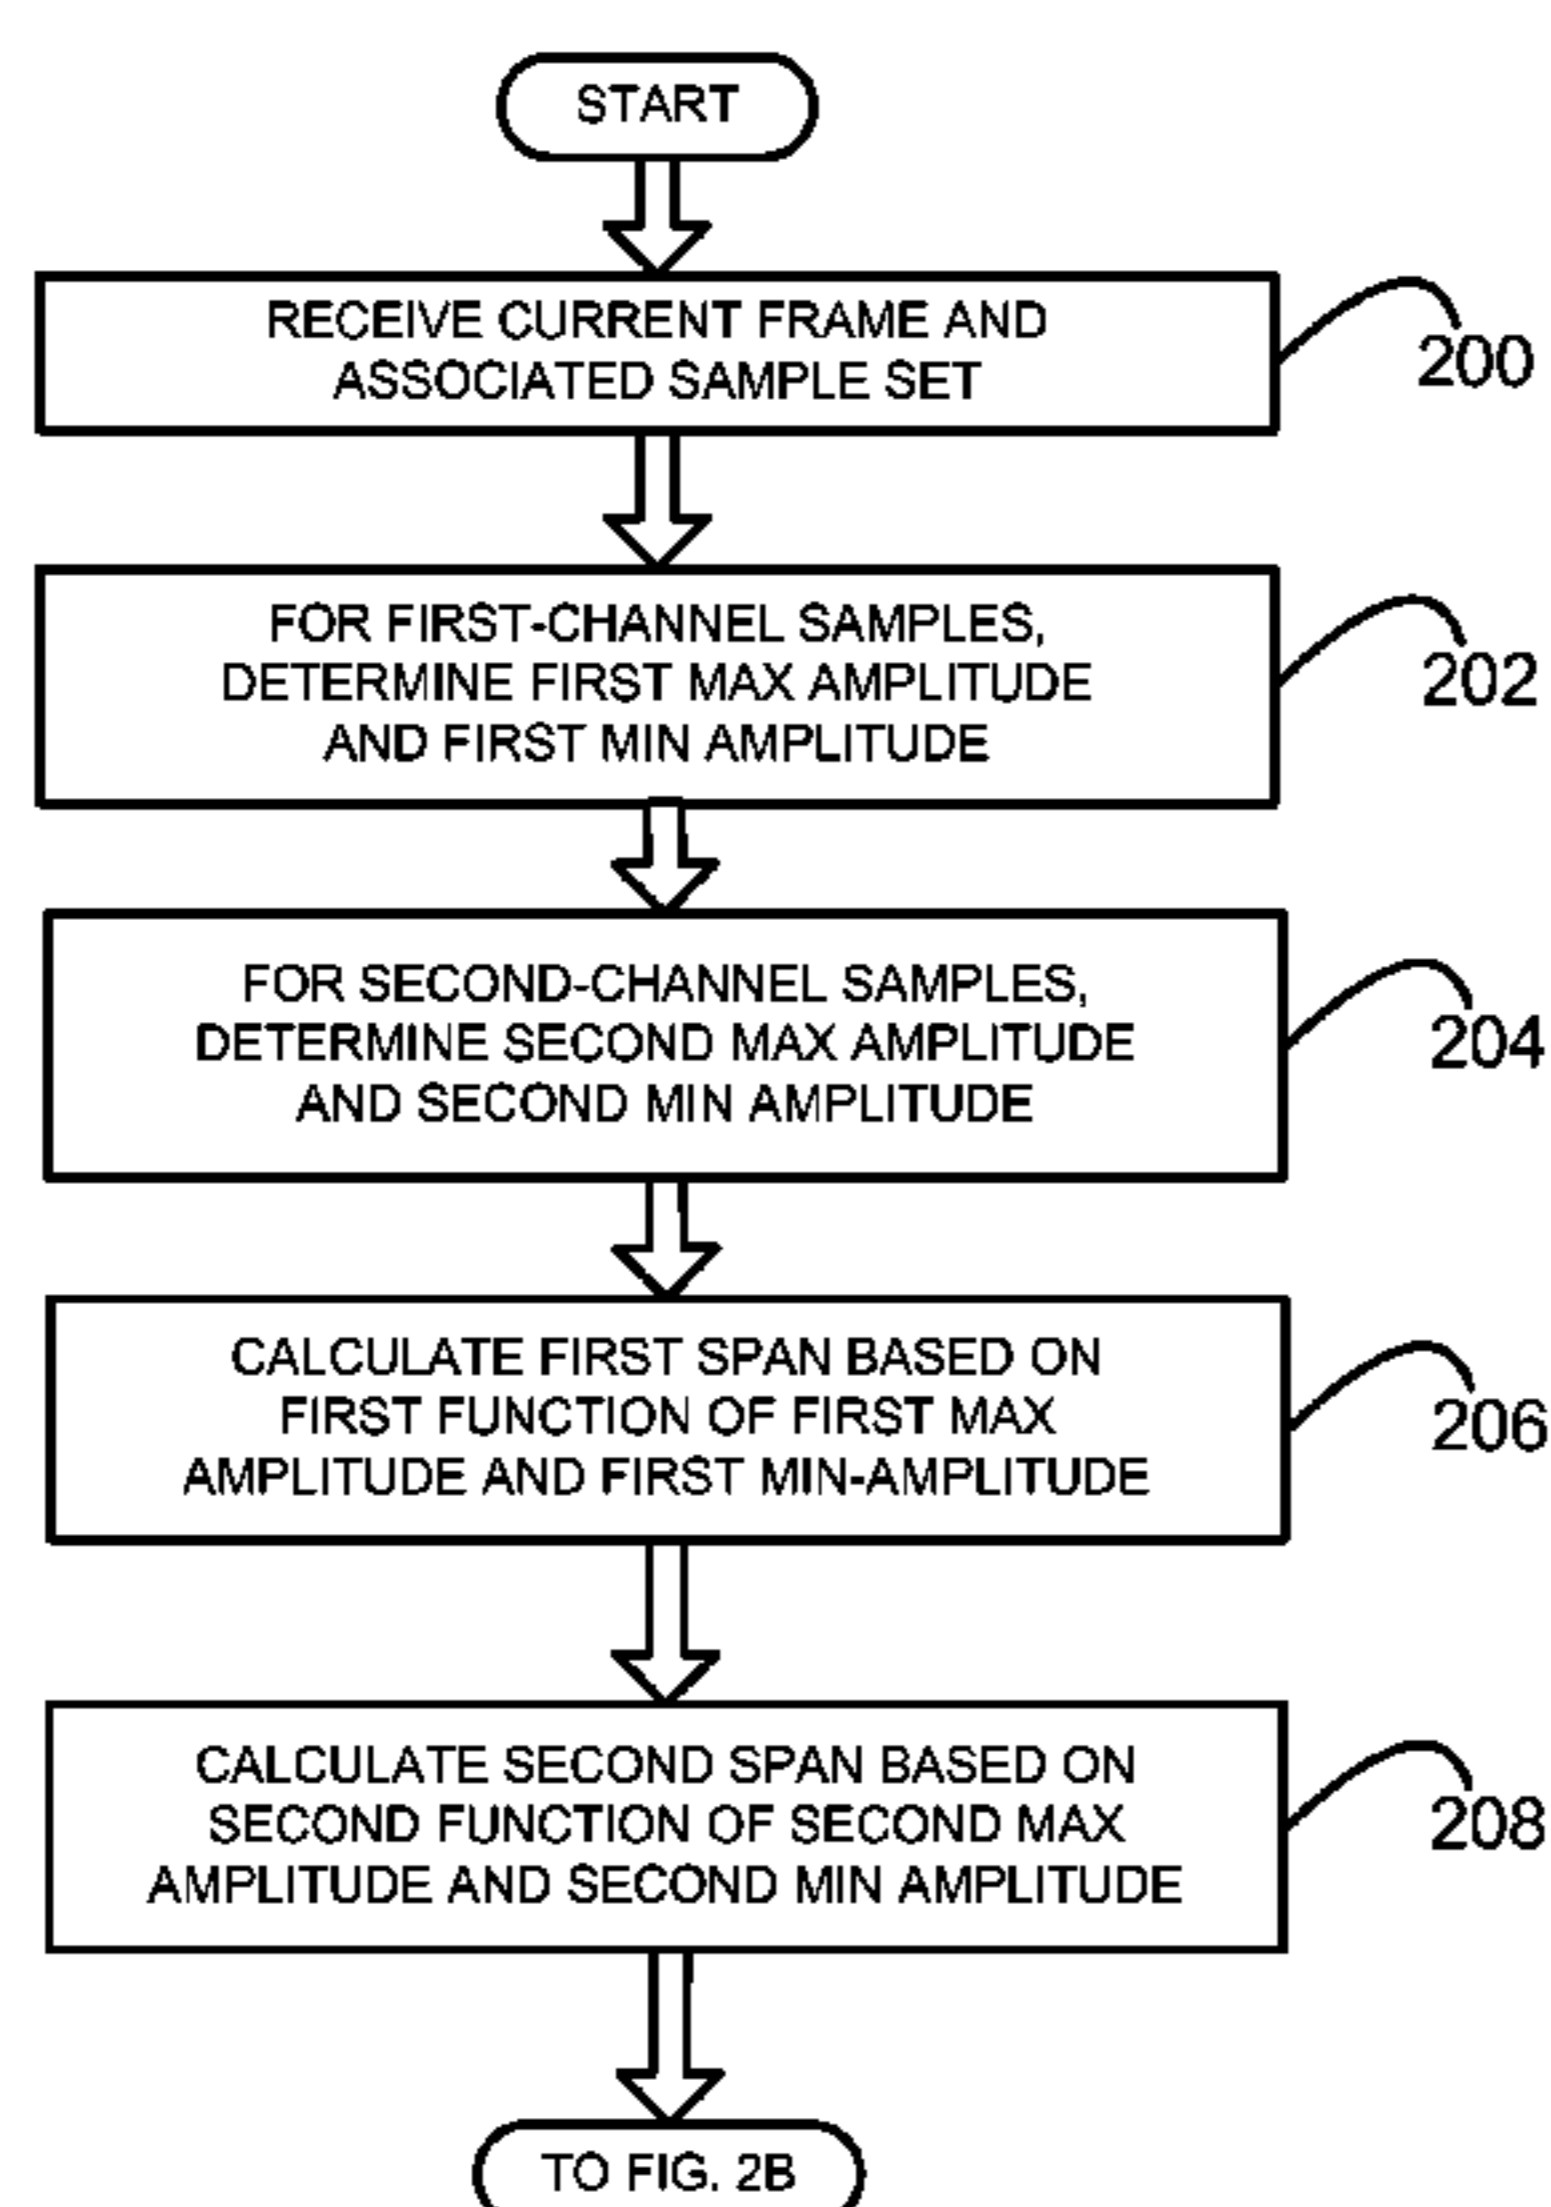 START
RECEIVE CURRENT FRAME AND
ASSOCIATED SAMPLE SET
200
FOR FIRST-CHANNEL SAMPLES,
DETERMINE FIRST MAX AMPLITUDE
AND FIRST MIN AMPLITUDE
202
FOR SECOND-CHANNEL SAMPLES,
DETERMINE SECOND MAX AMPLITUDE
AND SECOND MIN AMPLITUDE
204
CALCULATE FIRST SPAN BASED ON
FIRST FUNCTION OF FIRST MAX
AMPLITUDE AND FIRST MIN-AMPLITUDE
206
CALCULATE SECOND SPAN BASED ON
SECOND FUNCTION OF SECOND MAX
AMPLITUDE AND SECOND MIN AMPLITUDE
208
TO FIG. 2B